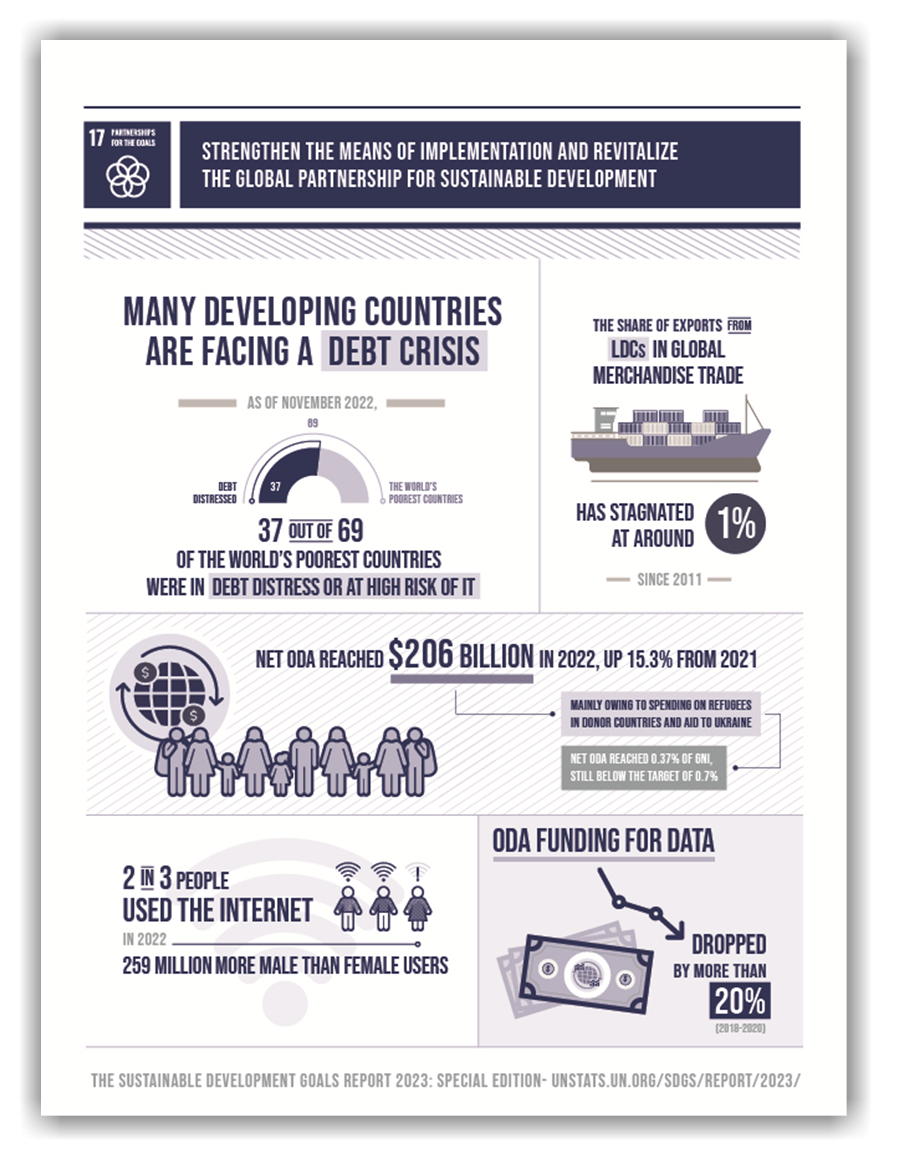 17 PARTNERSHIPS
FOR THE GOALS
STRENGTHEN THE MEANS OF IMPLEMENTATION AND REVITALIZE
THE GLOBAL PARTNERSHIP FOR SUSTAINABLE DEVELOPMENT
MANY DEVELOPING COUNTRIES
ARE FACING A DEBT CRISIS
AS OF NOVEMBER 2022,
69
37
DEBT
DISTRESSED
THE WORLD'S
POOREST COUNTRIES
37 OUT OF 69
OF THE WORLD'S POOREST COUNTRIES
WERE IN DEBT DISTRESS OR AT HIGH RISK OF IT
THE SHARE OF EXPORTS FROM
LDCs IN GLOBAL
MERCHANDISE TRADE
HAS STAGNATED
AT AROUND
1%
SINCE 2011
NET ODA REACHED $206 BILLION IN 2022, UP 15.3% FROM 2021
$
$
MAINLY OWING TO SPENDING ON REFUGEES
IN DONOR COUNTRIES AND AID TO UKRAINE
NET ODA REACHED 0.37% OF GNI,
STILL BELOW THE TARGET OF 0.7%
2 IN 3 PEOPLE
USED THE INTERNET
IN 2022
!
259 MILLION MORE MALE THAN FEMALE USERS
ODA FUNDING FOR DATA
$
$
DROPPED
BY MORE THAN
20%
(2018-2020)
THE SUSTAINABLE DEVELOPMENT GOALS REPORT 2023: SPECIAL EDITION- UNSTATS.UN.ORG/SDGS/REPORT/2023/